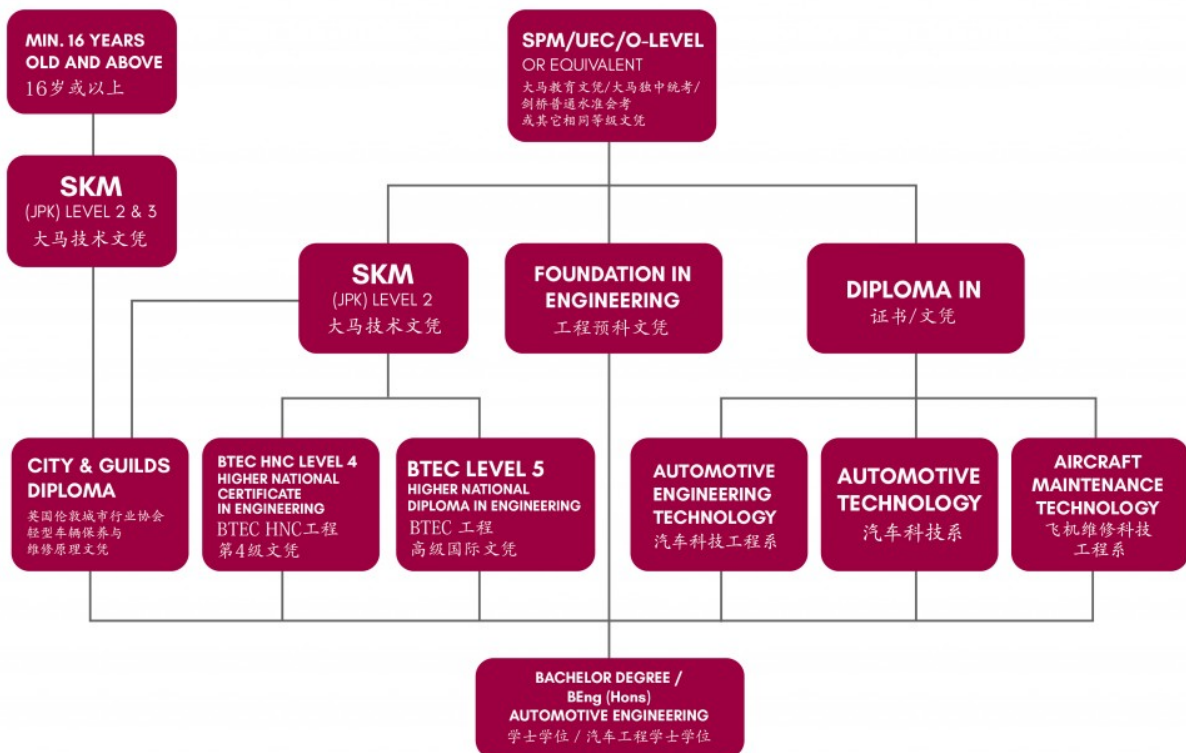 MIN. 16 YEARS
OLD AND ABOVE
16岁或以上
SPM/UEC/O-LEVEL
OR EQUIVALENT
大马教育文凭/大马独中统考/
剑桥普通水准会考
或其它相同等级文凭
SKM
(JPK) LEVEL 2 & 3
大马技术文凭
SKM
(JPK) LEVEL 2
大马技术文凭
FOUNDATION IN
ENGINEERING
工程预科文凭
DIPLOMA IN
证书/文凭
CITY & GUILDS
DIPLOMA
英国伦敦城市行业协会
轻型车辆保养与
维修原理文凭
BTEC HNC LEVEL 4
HIGHER NATIONAL
CERTIFICATE
IN ENGINEERING
BTEC HNC工程
第4级文凭
BTEC LEVEL 5
HIGHER NATIONAL
DIPLOMA IN ENGINEERING
BTEC 工程
高级国际文凭
AUTOMOTIVE
ENGINEERING
TECHNOLOGY
汽车科技工程系
AUTOMOTIVE
TECHNOLOGY
汽车科技系
AIRCRAFT
MAINTENANCE
TECHNOLOGY
飞机维修科技
工程系
BACHELOR DEGREE /
BEng (Hons)
AUTOMOTIVE ENGINEERING
学士学位 / 汽车工程学士学位